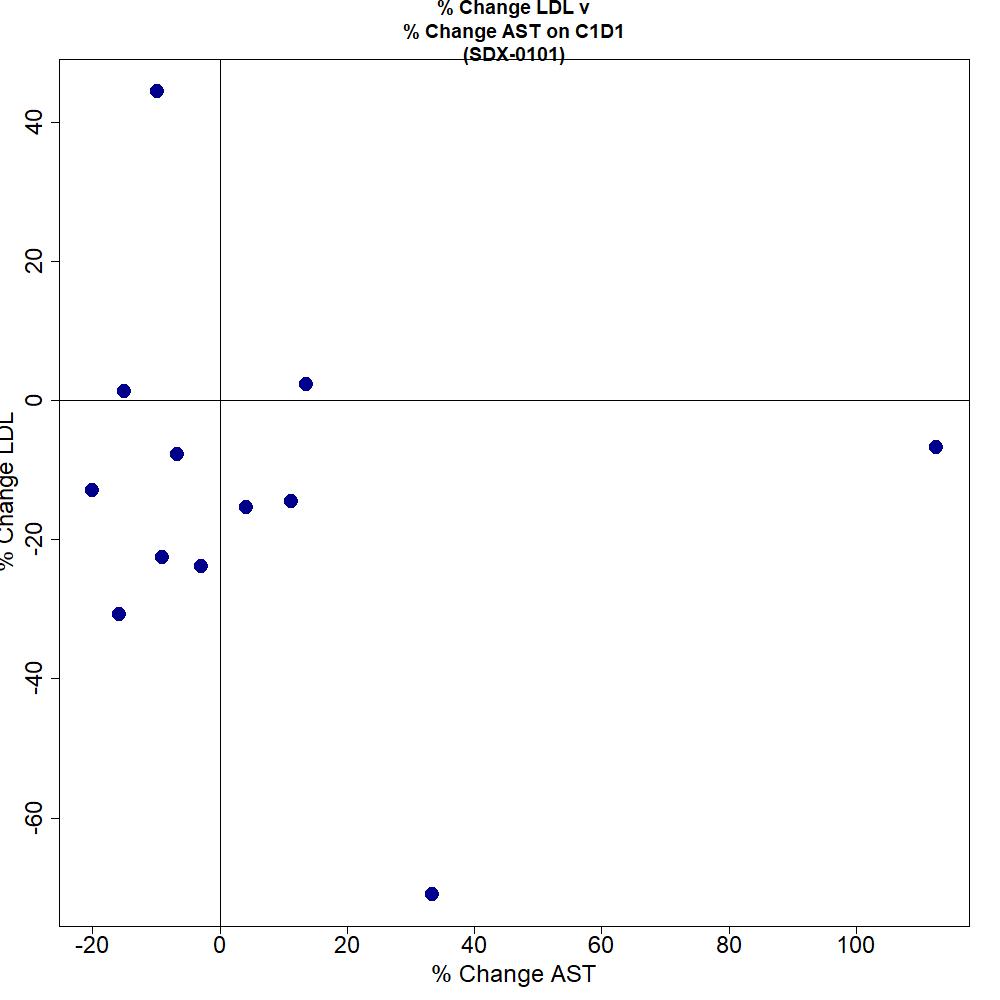 % Change LDL v
% Change AST on C1D1
(SDX-0101)
40
20
0
-20
-40
-60
% Change LDL
-20 0 20 40 60 80 100
% Change AST